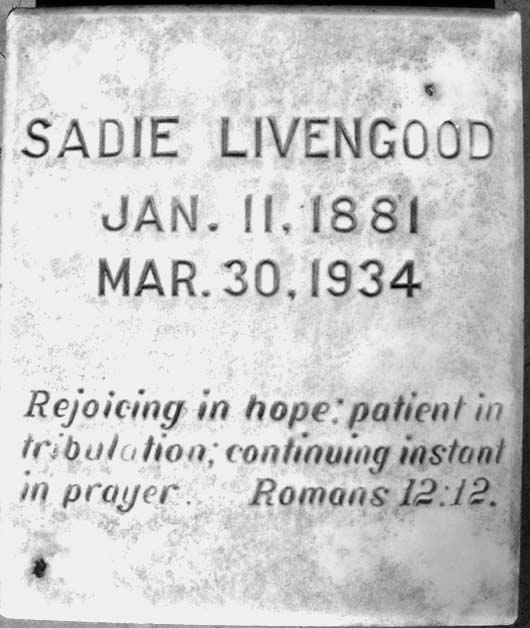 SADIE LIVENGOOD
JAN. 11, 1881
MAR. 30, 1934
Rejoicing in hope; patient in
tribulation; continuing instant
in prayer. Romans 12:12.